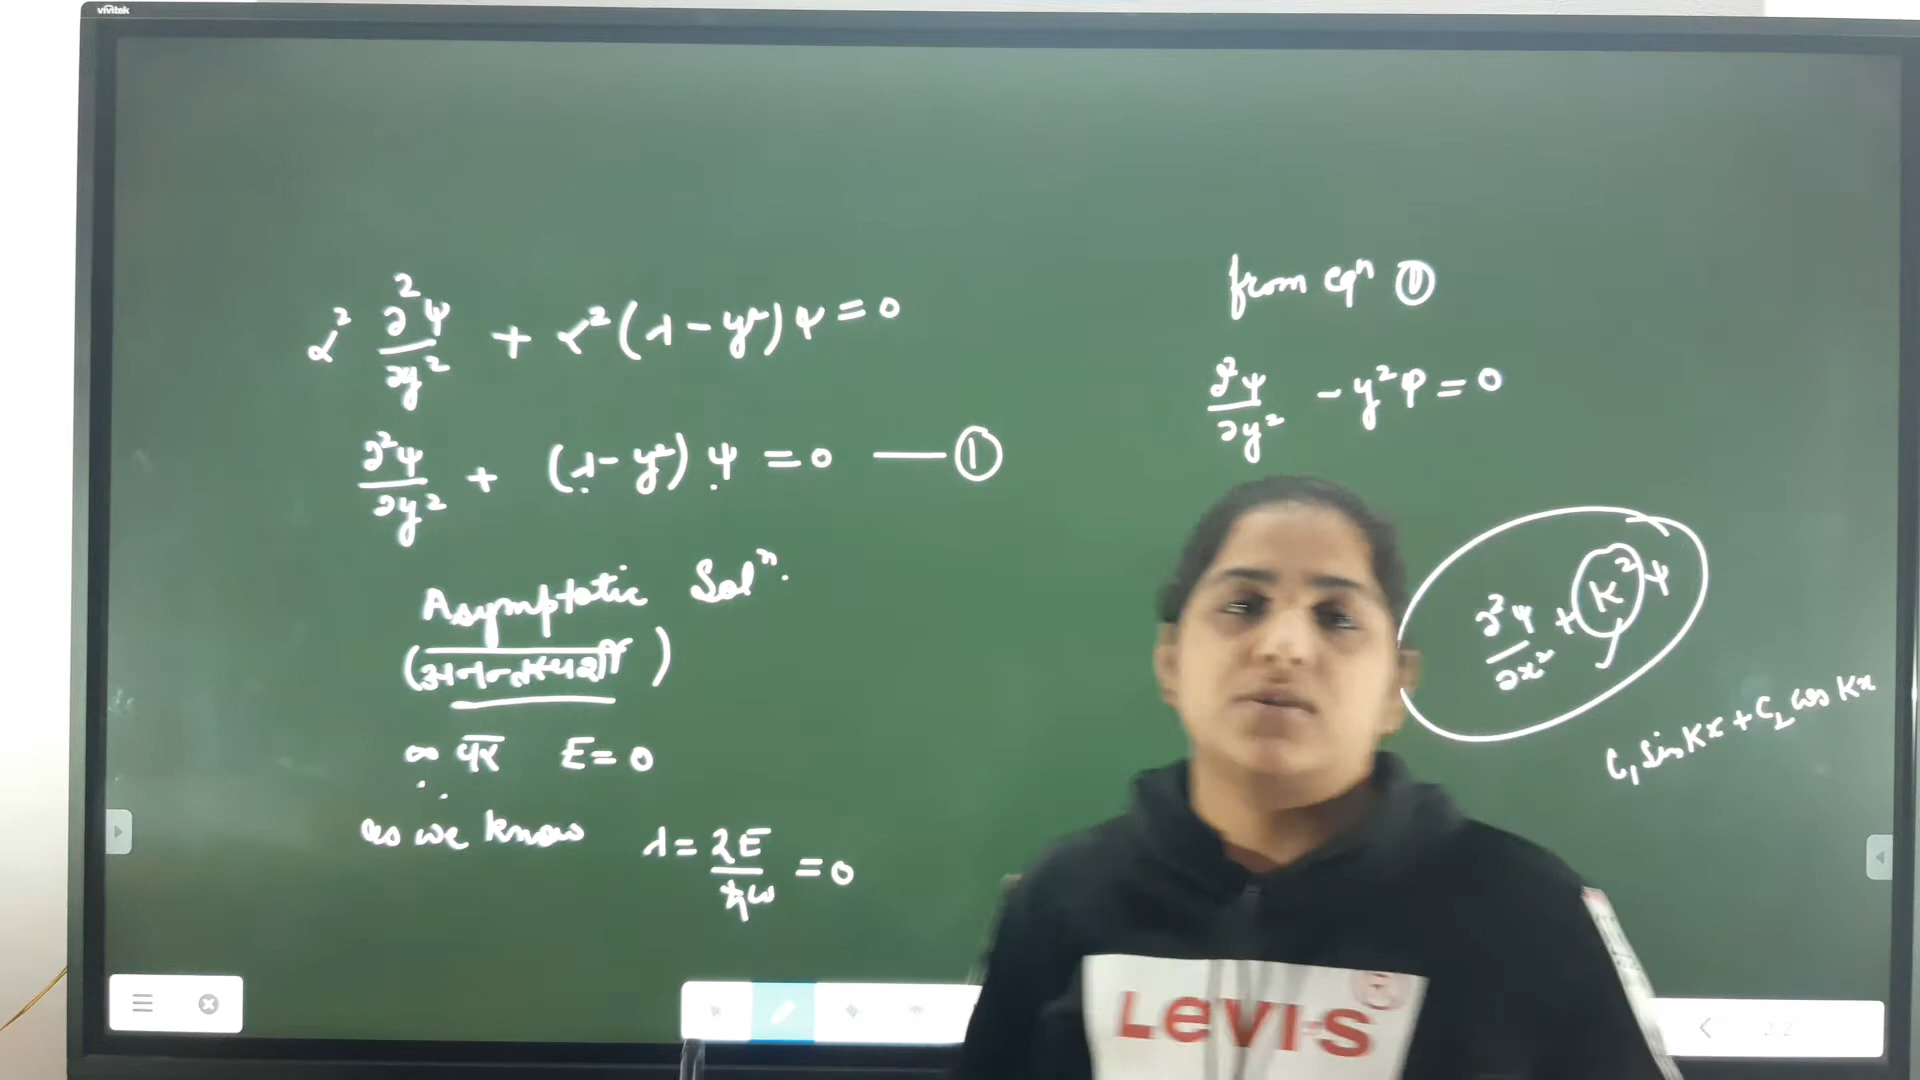 vivitek
α² ∂²Ψ/∂y² + α²(λ-y²)Ψ=0
∂²Ψ/∂y² + (λ-y²)Ψ=0 —— ①
Asymptotic Solⁿ.
∞ पर E=0
as we know λ=2E/ħω=0
from eqⁿ ①
∂²Ψ/∂y² - y²Ψ=0
∂²Ψ/∂x² + K²Ψ
C₁ sin Kx + C₂ cos Kx
LEVI'S